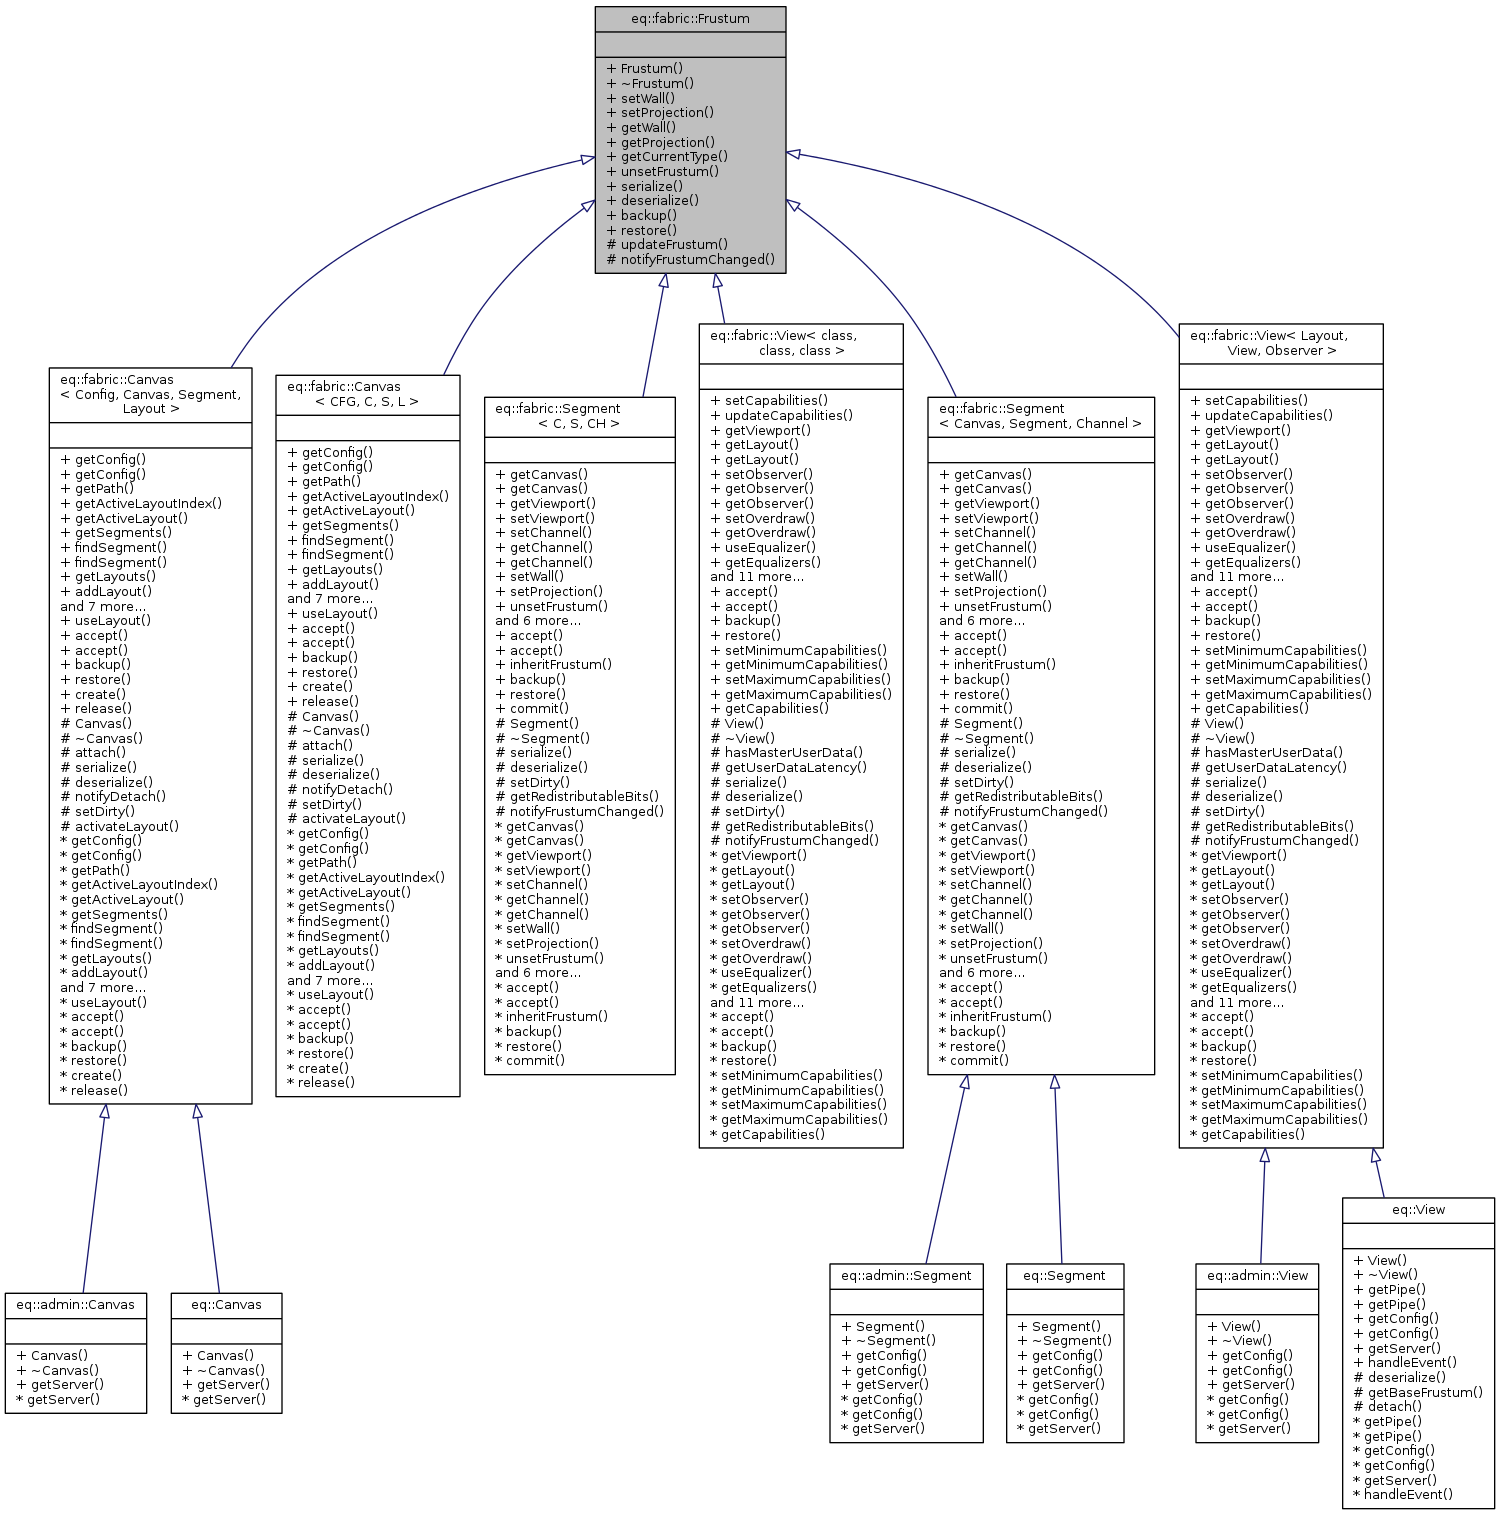 eq::fabric::Frustum
+ Frustum()
+ ~Frustum()
+ setWall()
+ setProjection()
+ getWall()
+ getProjection()
+ getCurrentType()
+ unsetFrustum()
+ serialize()
+ deserialize()
+ backup()
+ restore()
# updateFrustum()
# notifyFrustumChanged()
eq::fabric::Canvas
< Config, Canvas, Segment,
Layout >
+ getConfig()
+ getConfig()
+ getPath()
+ getActiveLayoutIndex()
+ getActiveLayout()
+ getSegments()
+ findSegment()
+ findSegment()
+ getLayouts()
+ addLayout()
and 7 more...
+ useLayout()
+ accept()
+ accept()
+ backup()
+ restore()
+ create()
+ release()
# Canvas()
# ~Canvas()
# attach()
# serialize()
# deserialize()
# notifyDetach()
# setDirty()
# activateLayout()
* getConfig()
* getConfig()
* getPath()
* getActiveLayoutIndex()
* getActiveLayout()
* getSegments()
* findSegment()
* findSegment()
* getLayouts()
* addLayout()
and 7 more...
* useLayout()
* accept()
* accept()
* backup()
* restore()
* create()
* release()
eq::fabric::Canvas
< CFG, C, S, L >
+ getConfig()
+ getConfig()
+ getPath()
+ getActiveLayoutIndex()
+ getActiveLayout()
+ getSegments()
+ findSegment()
+ findSegment()
+ getLayouts()
+ addLayout()
and 7 more...
+ useLayout()
+ accept()
+ accept()
+ backup()
+ restore()
+ create()
+ release()
# Canvas()
# ~Canvas()
# attach()
# serialize()
# deserialize()
# notifyDetach()
# setDirty()
# activateLayout()
* getConfig()
* getConfig()
* getPath()
* getActiveLayoutIndex()
* getActiveLayout()
* getSegments()
* findSegment()
* findSegment()
* getLayouts()
* addLayout()
and 7 more...
* useLayout()
* accept()
* accept()
* backup()
* restore()
* create()
* release()
eq::fabric::Segment
< C, S, CH >
+ getCanvas()
+ getCanvas()
+ getViewport()
+ setViewport()
+ setChannel()
+ getChannel()
+ getChannel()
+ setWall()
+ setProjection()
+ unsetFrustum()
and 6 more...
+ accept()
+ accept()
+ inheritFrustum()
+ backup()
+ restore()
+ commit()
# Segment()
# ~Segment()
# serialize()
# deserialize()
# setDirty()
# getRedistributableBits()
# notifyFrustumChanged()
* getCanvas()
* getCanvas()
* getViewport()
* setViewport()
* setChannel()
* getChannel()
* getChannel()
* setWall()
* setProjection()
* unsetFrustum()
and 6 more...
* accept()
* accept()
* inheritFrustum()
* backup()
* restore()
* commit()
eq::fabric::View< class,
class, class >
+ setCapabilities()
+ updateCapabilities()
+ getViewport()
+ getLayout()
+ getLayout()
+ setObserver()
+ getObserver()
+ getObserver()
+ setOverdraw()
+ getOverdraw()
+ useEqualizer()
+ getEqualizers()
and 11 more...
+ accept()
+ accept()
+ backup()
+ restore()
+ setMinimumCapabilities()
+ getMinimumCapabilities()
+ setMaximumCapabilities()
+ getMaximumCapabilities()
+ getCapabilities()
# View()
# ~View()
# hasMasterUserData()
# getUserDataLatency()
# serialize()
# deserialize()
# setDirty()
# getRedistributableBits()
# notifyFrustumChanged()
* getViewport()
* getLayout()
* getLayout()
* setObserver()
* getObserver()
* getObserver()
* setOverdraw()
* getOverdraw()
* useEqualizer()
* getEqualizers()
and 11 more...
* accept()
* accept()
* backup()
* restore()
* setMinimumCapabilities()
* getMinimumCapabilities()
* setMaximumCapabilities()
* getMaximumCapabilities()
* getCapabilities()
eq::fabric::Segment
< Canvas, Segment, Channel >
+ getCanvas()
+ getCanvas()
+ getViewport()
+ setViewport()
+ setChannel()
+ getChannel()
+ getChannel()
+ setWall()
+ setProjection()
+ unsetFrustum()
and 6 more...
+ accept()
+ accept()
+ inheritFrustum()
+ backup()
+ restore()
+ commit()
# Segment()
# ~Segment()
# serialize()
# deserialize()
# setDirty()
# getRedistributableBits()
# notifyFrustumChanged()
* getCanvas()
* getCanvas()
* getViewport()
* setViewport()
* setChannel()
* getChannel()
* getChannel()
* setWall()
* setProjection()
* unsetFrustum()
and 6 more...
* accept()
* accept()
* inheritFrustum()
* backup()
* restore()
* commit()
eq::fabric::View< Layout,
View, Observer >
+ setCapabilities()
+ updateCapabilities()
+ getViewport()
+ getLayout()
+ getLayout()
+ setObserver()
+ getObserver()
+ getObserver()
+ setOverdraw()
+ getOverdraw()
+ useEqualizer()
+ getEqualizers()
and 11 more...
+ accept()
+ accept()
+ backup()
+ restore()
+ setMinimumCapabilities()
+ getMinimumCapabilities()
+ setMaximumCapabilities()
+ getMaximumCapabilities()
+ getCapabilities()
# View()
# ~View()
# hasMasterUserData()
# getUserDataLatency()
# serialize()
# deserialize()
# setDirty()
# getRedistributableBits()
# notifyFrustumChanged()
* getViewport()
* getLayout()
* getLayout()
* setObserver()
* getObserver()
* getObserver()
* setOverdraw()
* getOverdraw()
* useEqualizer()
* getEqualizers()
and 11 more...
* accept()
* accept()
* backup()
* restore()
* setMinimumCapabilities()
* getMinimumCapabilities()
* setMaximumCapabilities()
* getMaximumCapabilities()
* getCapabilities()
eq::admin::Canvas
+ Canvas()
+ ~Canvas()
+ getServer()
* getServer()
eq::Canvas
+ Canvas()
+ ~Canvas()
+ getServer()
* getServer()
eq::admin::Segment
+ Segment()
+ ~Segment()
+ getConfig()
+ getConfig()
+ getServer()
* getConfig()
* getConfig()
* getServer()
eq::Segment
+ Segment()
+ ~Segment()
+ getConfig()
+ getConfig()
+ getServer()
* getConfig()
* getConfig()
* getServer()
eq::admin::View
+ View()
+ ~View()
+ getConfig()
+ getConfig()
+ getServer()
* getConfig()
* getConfig()
* getServer()
eq::View
+ View()
+ ~View()
+ getPipe()
+ getPipe()
+ getConfig()
+ getConfig()
+ getServer()
+ handleEvent()
# deserialize()
# getBaseFrustum()
# detach()
* getPipe()
* getPipe()
* getConfig()
* getConfig()
* getServer()
* handleEvent()